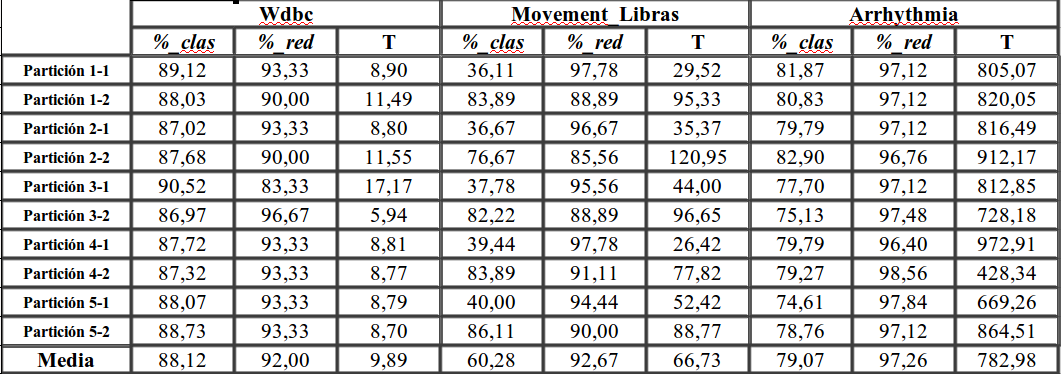 Wdbc Movement_Libras Arrhythmia
%_clas %_red T %_clas %_red T %_clas %_red T
Partición 1-1 89,12 93,33 8,90 36,11 97,78 29,52 81,87 97,12 805,07
Partición 1-2 88,03 90,00 11,49 83,89 88,89 95,33 80,83 97,12 820,05
Partición 2-1 87,02 93,33 8,80 36,67 96,67 35,37 79,79 97,12 816,49
Partición 2-2 87,68 90,00 11,55 76,67 85,56 120,95 82,90 96,76 912,17
Partición 3-1 90,52 83,33 17,17 37,78 95,56 44,00 77,70 97,12 812,85
Partición 3-2 86,97 96,67 5,94 82,22 88,89 96,65 75,13 97,48 728,18
Partición 4-1 87,72 93,33 8,81 39,44 97,78 26,42 79,79 96,40 972,91
Partición 4-2 87,32 93,33 8,77 83,89 91,11 77,82 79,27 98,56 428,34
Partición 5-1 88,07 93,33 8,79 40,00 94,44 52,42 74,61 97,84 669,26
Partición 5-2 88,73 93,33 8,70 86,11 90,00 88,77 78,76 97,12 864,51
Media 88,12 92,00 9,89 60,28 92,67 66,73 79,07 97,26 782,98